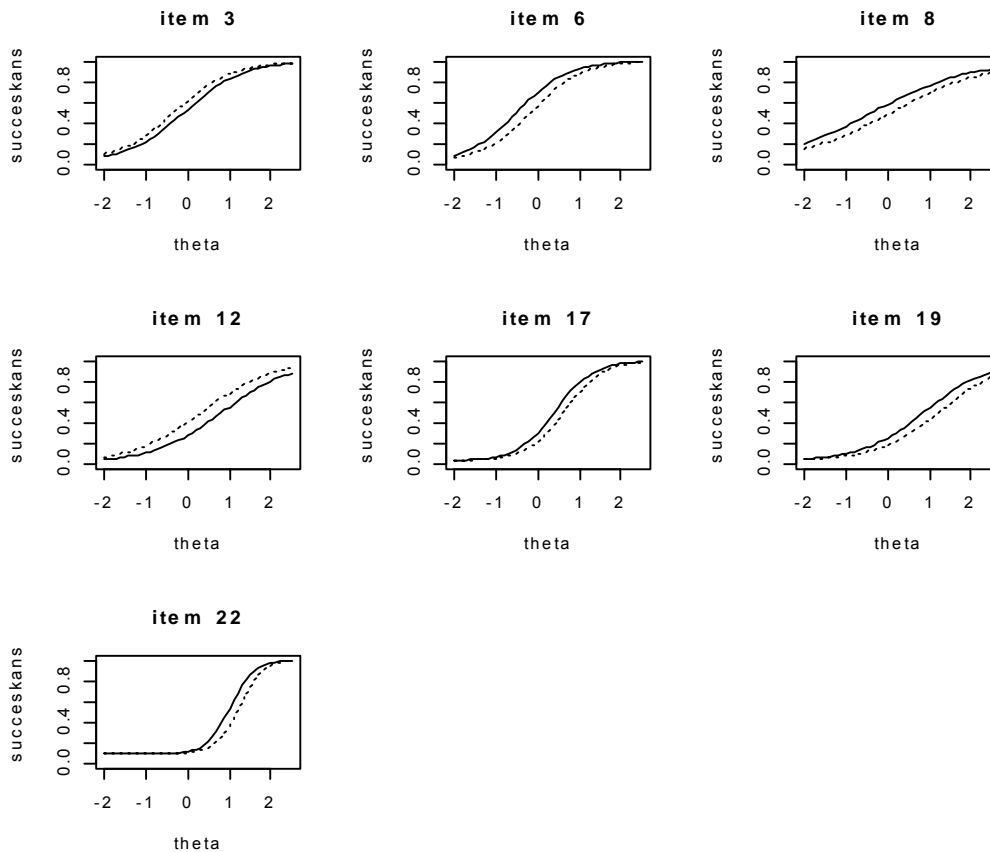 item 3
succeskans
0.0 0.4 0.8
-2 -1 0 1 2
theta
item 6
succeskans
0.0 0.4 0.8
-2 -1 0 1 2
theta
item 8
succeskans
0.0 0.4 0.8
-2 -1 0 1 2
theta
item 12
succeskans
0.0 0.4 0.8
-2 -1 0 1 2
theta
item 17
succeskans
0.0 0.4 0.8
-2 -1 0 1 2
theta
item 19
succeskans
0.0 0.4 0.8
-2 -1 0 1 2
theta
item 22
succeskans
0.0 0.4 0.8
-2 -1 0 1 2
theta